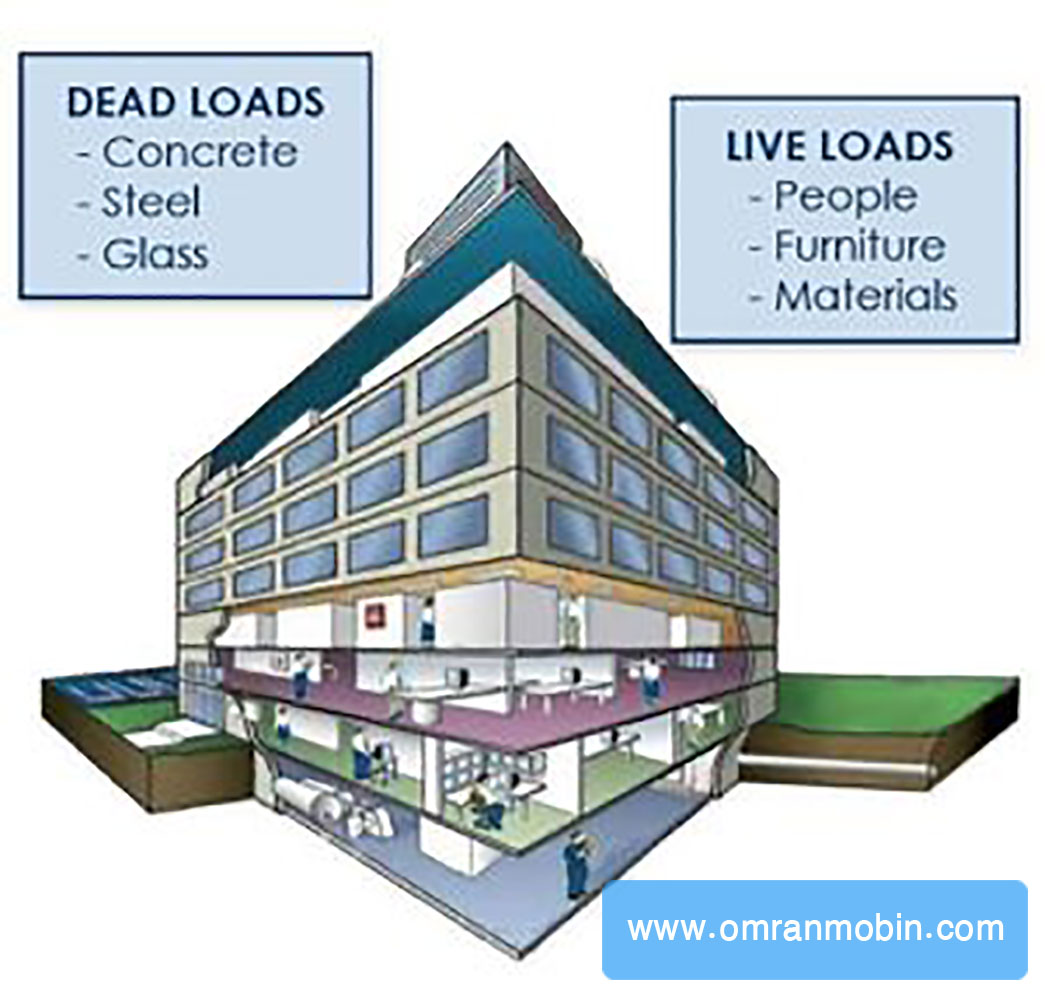 DEAD LOADS
- Concrete
- Steel
- Glass
LIVE LOADS
- People
- Furniture
- Materials
www.omranmobin.com